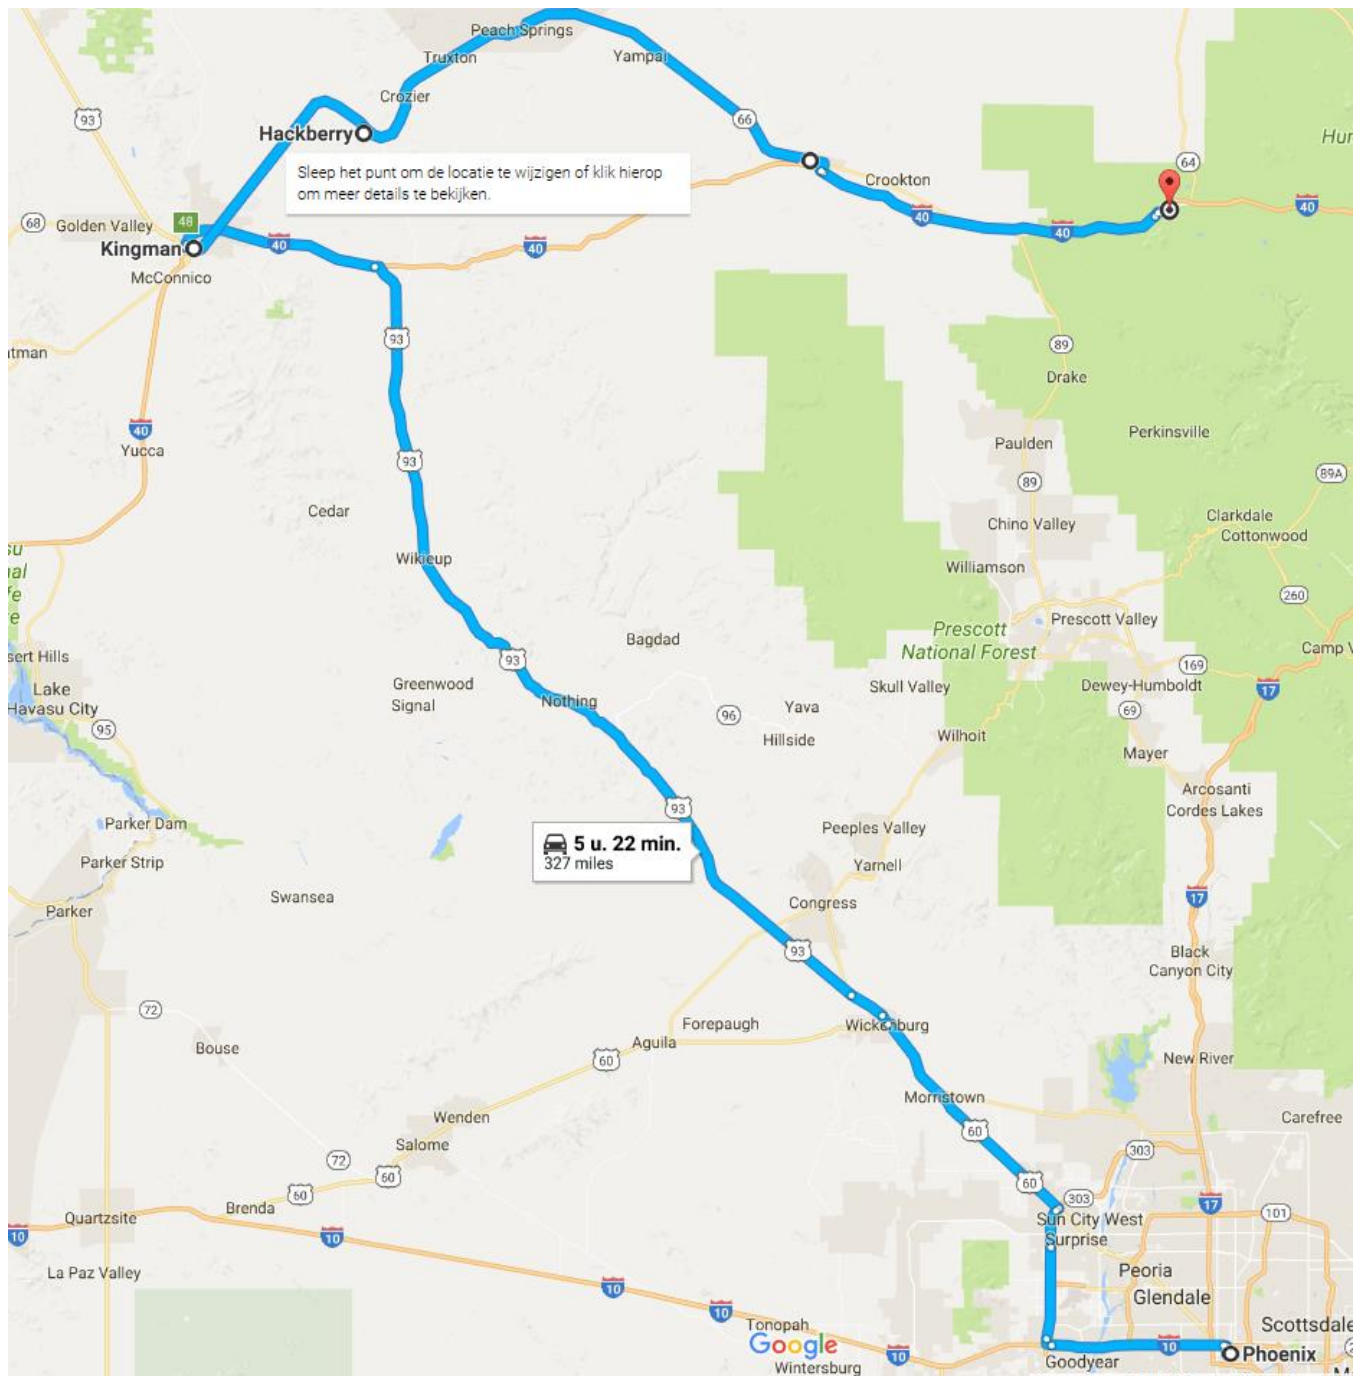 Peach Springs
Truxton
Yampai
Crozier
93
66
Hackberry
Hur
64
Sleep het punt om de locatie te wijzigen of klik hierop
om meer details te bekijken.
Crookton
68
Golden Valley
48
40
40
40
40
40
Kingman
McConnico
93
89
atman
Drake
40
Yucca
Perkinsville
Paulden
93
89A
89
Cedar
Chino Valley
Clarkdale
Cottonwood
su
nal
fe
e
Wikieup
Williamson
260
Prescott Valley
Prescott
National Forest
Bagdad
Camp V
sert Hills
93
169
Lake
Havasu City
Greenwood
Signal
Skull Valley
Dewey-Humboldt
17
Nothing
Yava
69
96
95
Hillside
Wilhoit
Mayer
Arcosanti
Cordes Lakes
93
Parker Dam
Peeples Valley
5 u. 22 min.
327 miles
Parker Strip
Yarnell
Swansea
17
Parker
Congress
93
Black
Canyon City
72
Forepaugh
Wickenburg
Bouse
Aguila
60
New River
Morristown
Wenden
Carefree
60
Salome
72
303
60
60
60
303
Brenda
Quartzsite
17
101
Sun City West
Surprise
10
10
La Paz Valley
Peoria
10
Glendale
10
Tonopah
Scottsdale
Google
10
10
Phoenix
Wintersburg
Goodyear